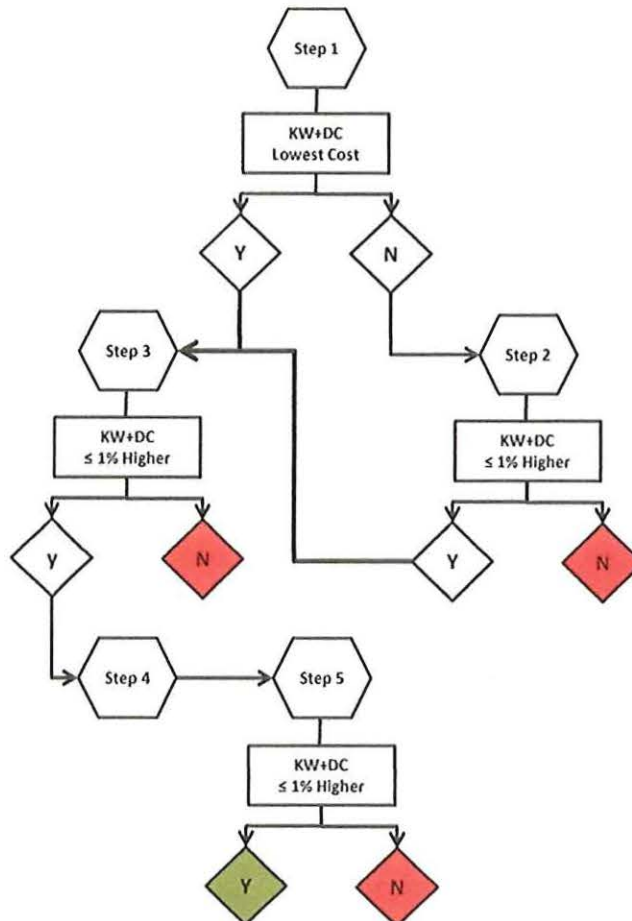 Step 1
KW+DC
Lowest Cost
Y
N
Step 3
Step 2
KW+DC
≤ 1% Higher
KW+DC
≤ 1% Higher
y
N
Y
N
Step 4
Step 5
KW+DC
≤ 1% Higher
Y
N